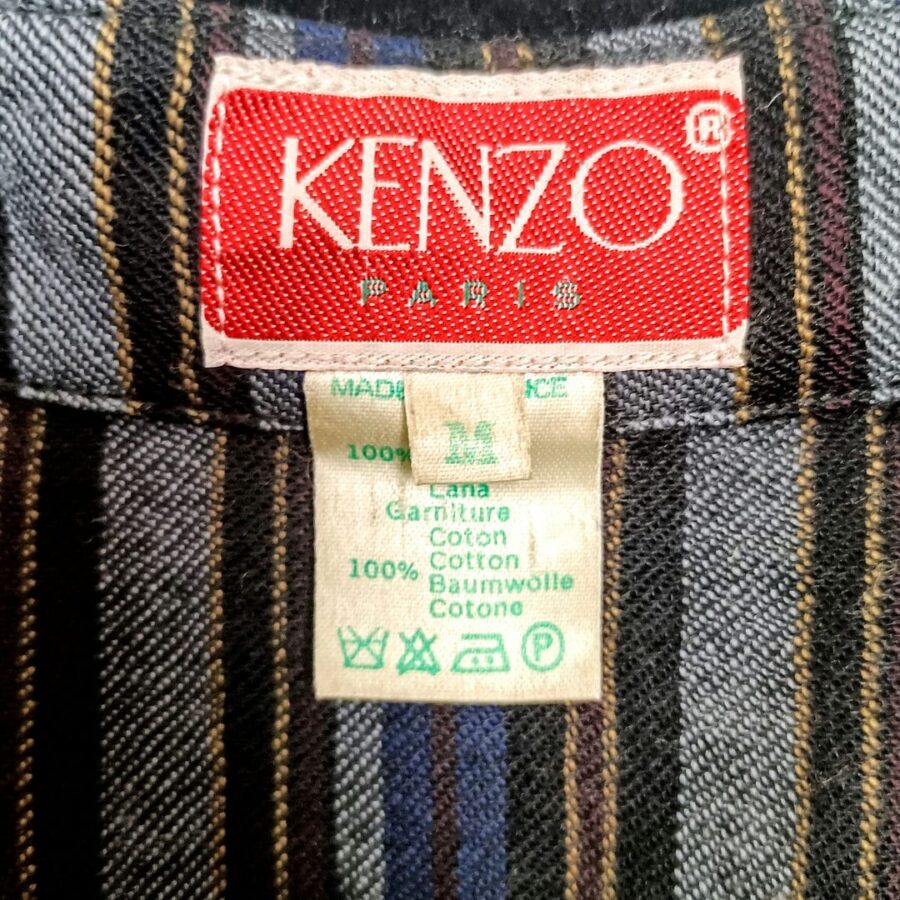 KENZO®
PARIS
MADE ICE
M
100%
Lana
Garniture
Coton
100% Cotton
Baumwolle
Cotone
P